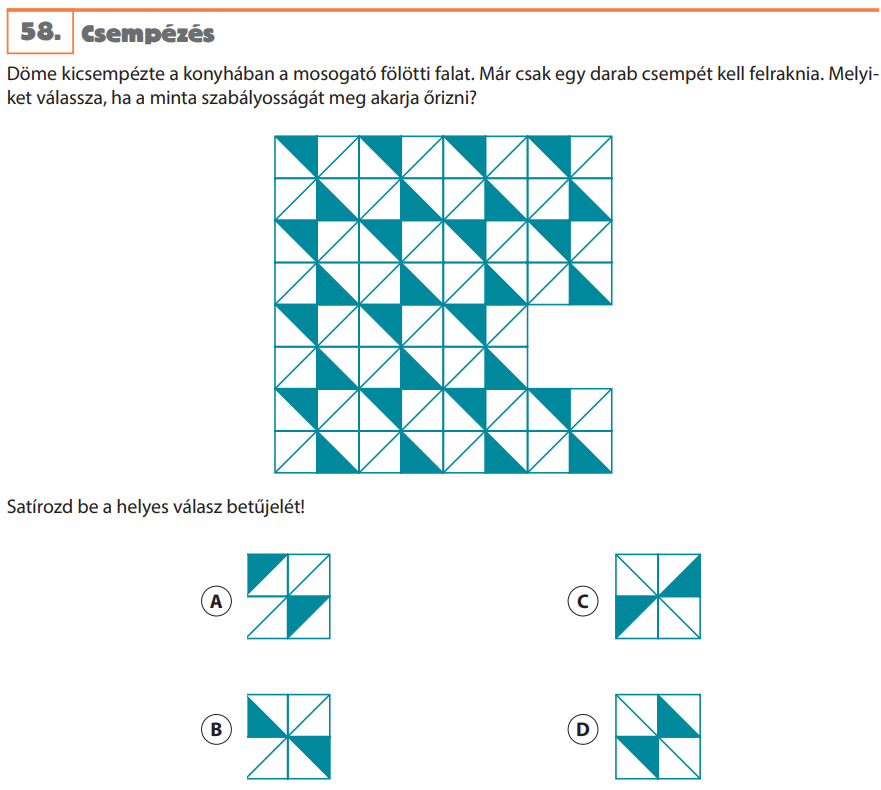 58. Csempézés
Döme kicsempézte a konyhában a mosogató fölötti falat. Már csak egy darab csempét kell felraknia. Melyi-
ket válassza, ha a minta szabályosságát meg akarja őrizni?
Satírozd be a helyes válasz betűjelét!
A
C
B
D